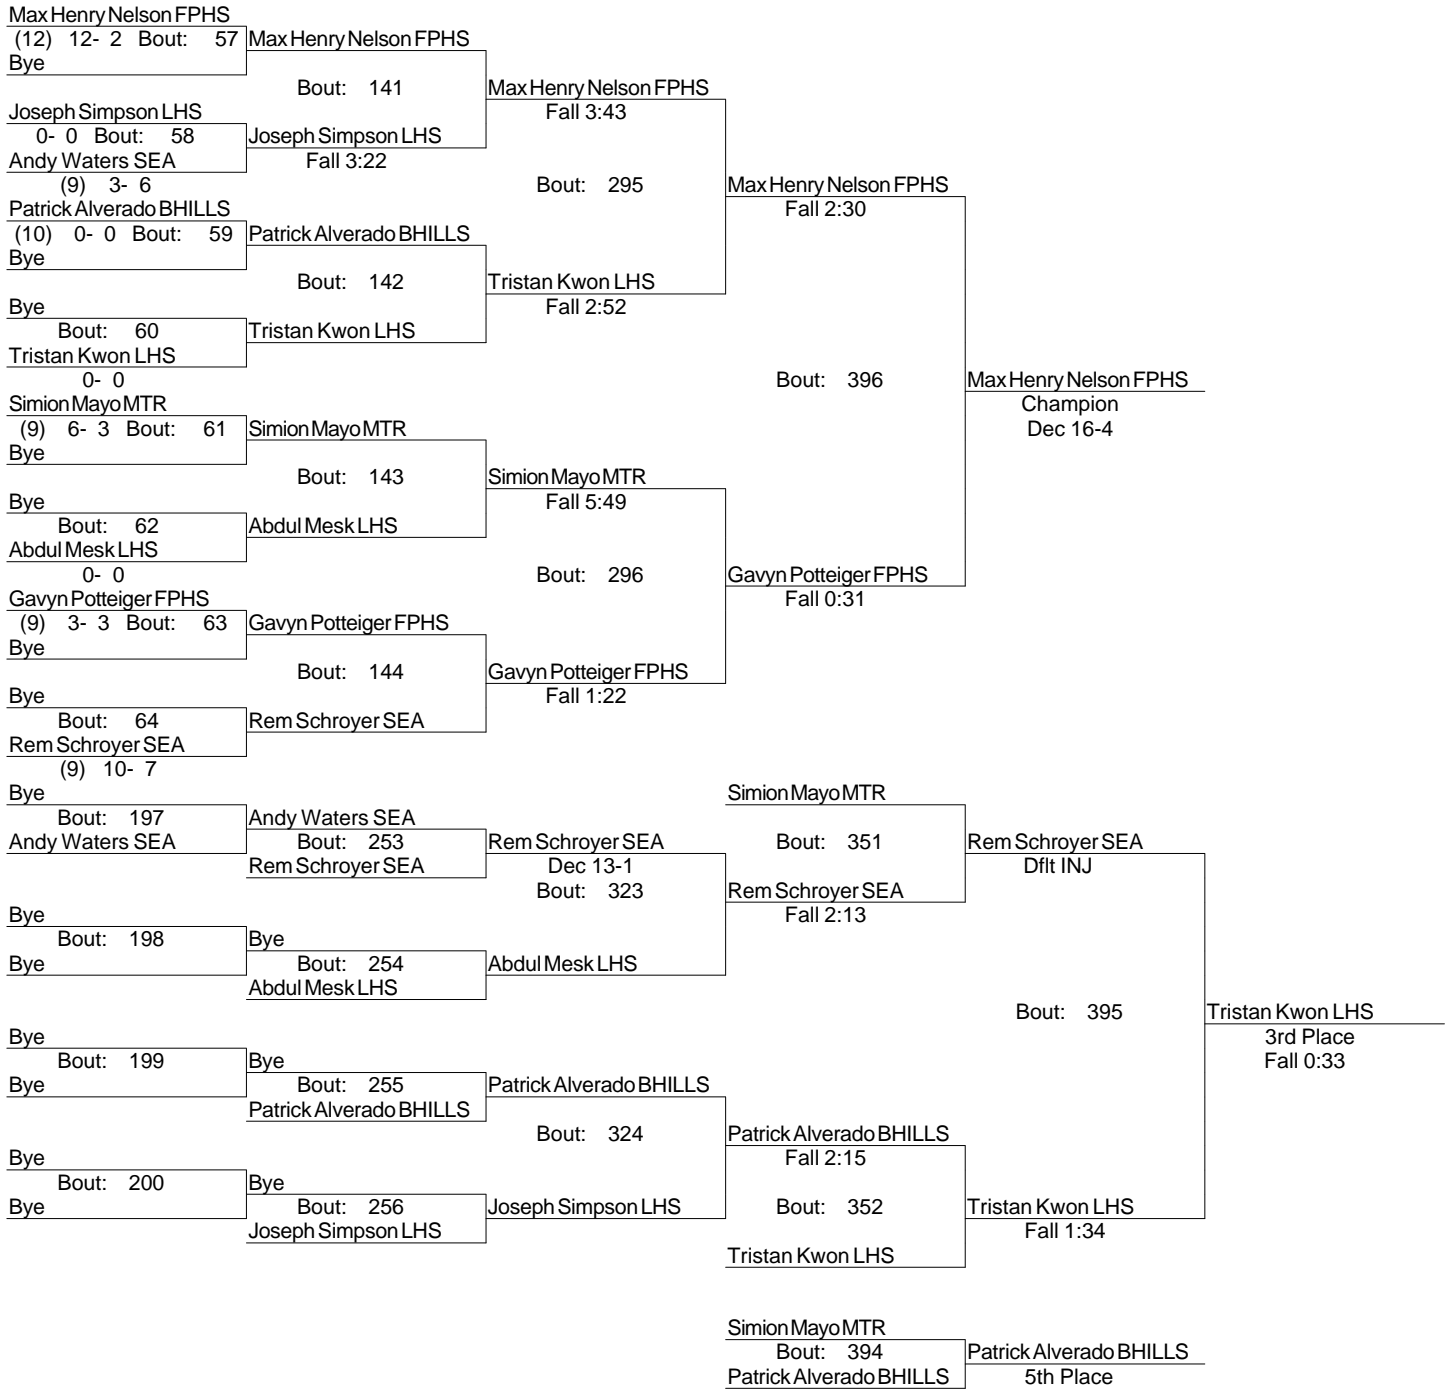 Max Henry Nelson FPHS
(12) 12- 2 Bout: 57 Max Henry Nelson FPHS
Bye
Bout: 141 Max Henry Nelson FPHS
Joseph Simpson LHS Fall 3:43
0- 0 Bout: 58 Joseph Simpson LHS
Andy Waters SEA Fall 3:22
(9) 3- 6 Bout: 295 Max Henry Nelson FPHS
Patrick Alverado BHILLS Fall 2:30
(10) 0- 0 Bout: 59 Patrick Alverado BHILLS
Bye
Bout: 142 Tristan Kwon LHS
Bye Fall 2:52
Bout: 60 Tristan Kwon LHS
Tristan Kwon LHS
0- 0 Bout: 396 Max Henry Nelson FPHS
Simion Mayo MTR Champion
(9) 6- 3 Bout: 61 Simion Mayo MTR Dec 16-4
Bye
Bout: 143 Simion Mayo MTR
Bye Fall 5:49
Bout: 62 Abdul Mesk LHS
Abdul Mesk LHS
0- 0 Bout: 296 Gavyn Potteiger FPHS
Gavyn Potteiger FPHS Fall 0:31
(9) 3- 3 Bout: 63 Gavyn Potteiger FPHS
Bye
Bout: 144 Gavyn Potteiger FPHS
Bye Fall 1:22
Bout: 64 Rem Schroyer SEA
Rem Schroyer SEA
(9) 10- 7
Bye Simion Mayo MTR
Bout: 197 Andy Waters SEA
Andy Waters SEA Bout: 253 Rem Schroyer SEA Bout: 351 Rem Schroyer SEA
Rem Schroyer SEA Dec 13-1 Dflt INJ
Bout: 323 Rem Schroyer SEA
Bye Fall 2:13
Bout: 198 Bye
Bye Bout: 254 Abdul Mesk LHS
Abdul Mesk LHS
Bout: 395 Tristan Kwon LHS
Bye 3rd Place
Bout: 199 Bye Fall 0:33
Bye Bout: 255 Patrick Alverado BHILLS
Patrick Alverado BHILLS
Bout: 324 Patrick Alverado BHILLS
Bye Fall 2:15
Bout: 200 Bye
Bye Bout: 256 Joseph Simpson LHS Bout: 352 Tristan Kwon LHS
Joseph Simpson LHS Fall 1:34
Tristan Kwon LHS
Simion Mayo MTR
Bout: 394 Patrick Alverado BHILLS
Patrick Alverado BHILLS 5th Place